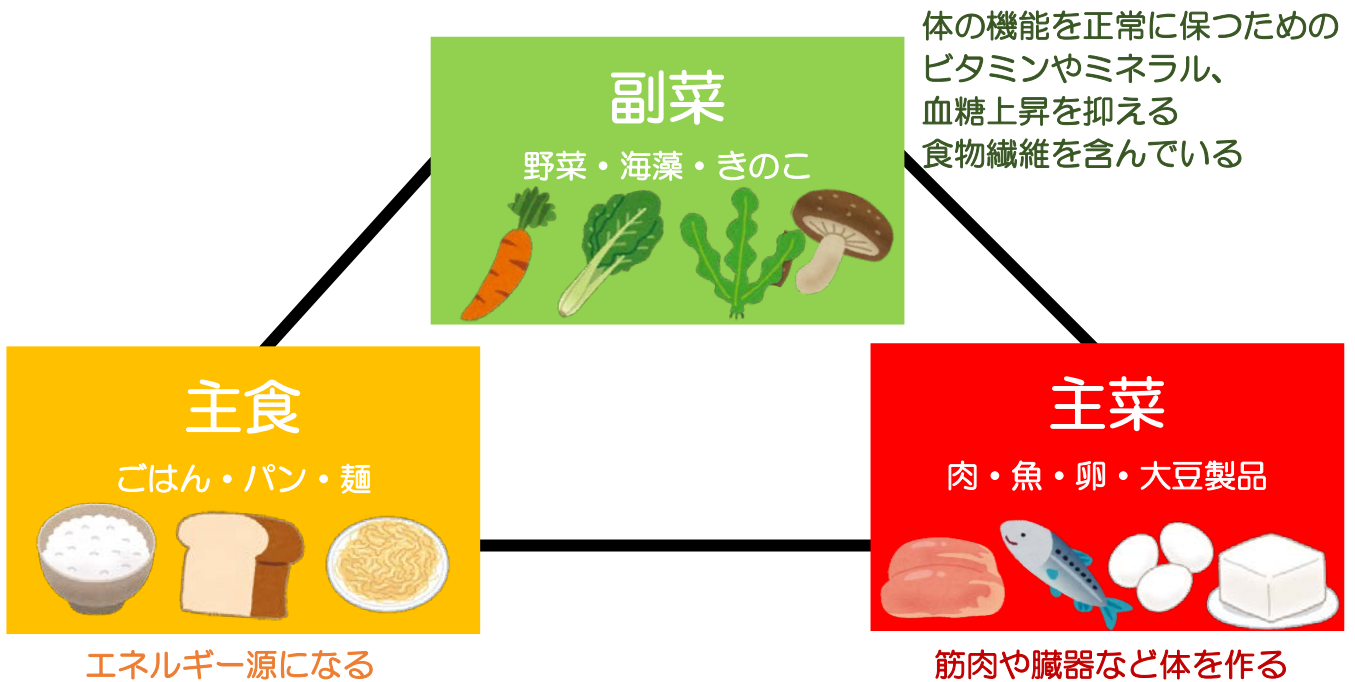 体の機能を正常に保つための
ビタミンやミネラル、
血糖上昇を抑える
食物繊維を含んでいる
副菜
野菜・海藻・きのこ
主食
ごはん・パン・麺
エネルギー源になる
主菜
肉・魚・卵・大豆製品
筋肉や臓器など体を作る